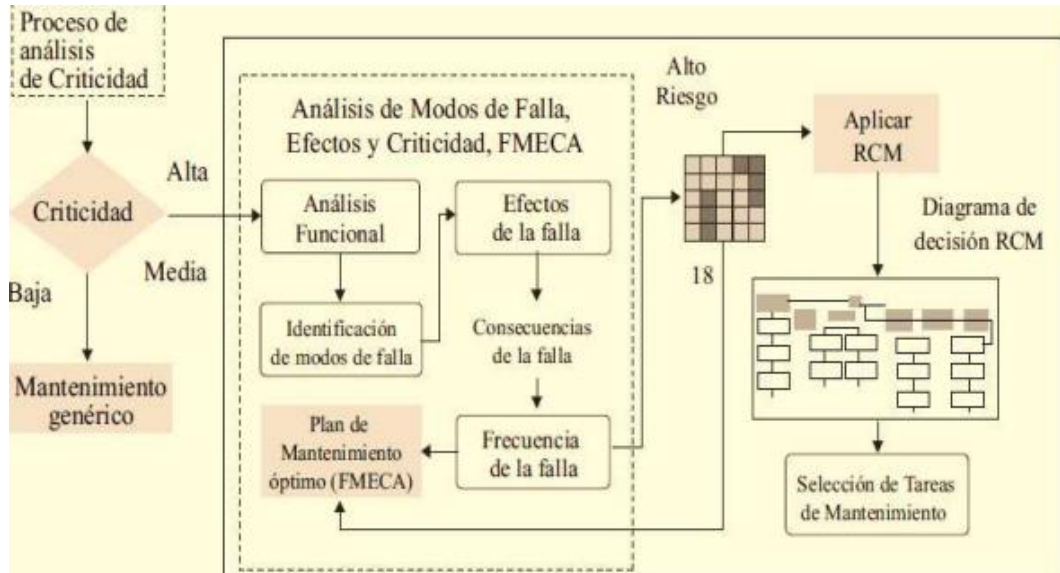 Proceso de
análisis
de Criticidad
Criticidad
Alta
Media
Baja
Mantenimiento
genérico
Análisis de Modos de Falla,
Efectos y Criticidad, FMECA
Análisis
Funcional
Identificación
de modos de falla
Efectos
de la falla
Consecuencias
de la falla
Frecuencia
de la falla
Plan de
Mantenimiento
óptimo (FMECA)
Alto
Riesgo
18
Aplicar
RCM
Diagrama de
decisión RCM
Selección de Tareas
de Mantenimiento